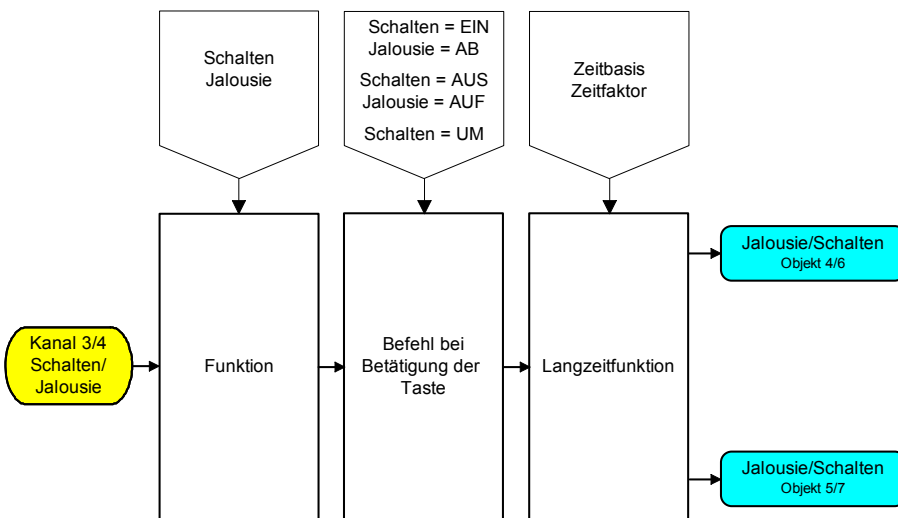 Schalten
Jalousie
Schalten = EIN
Jalousie = AB
Schalten = AUS
Jalousie = AUF
Schalten = UM
Zeitbasis
Zeitfaktor
Kanal 3/4
Schalten/
Jalousie
Funktion
Befehl bei
Betätigung der
Taste
Langzeitfunktion
Jalousie/Schalten
Objekt 4/6
Jalousie/Schalten
Objekt 5/7